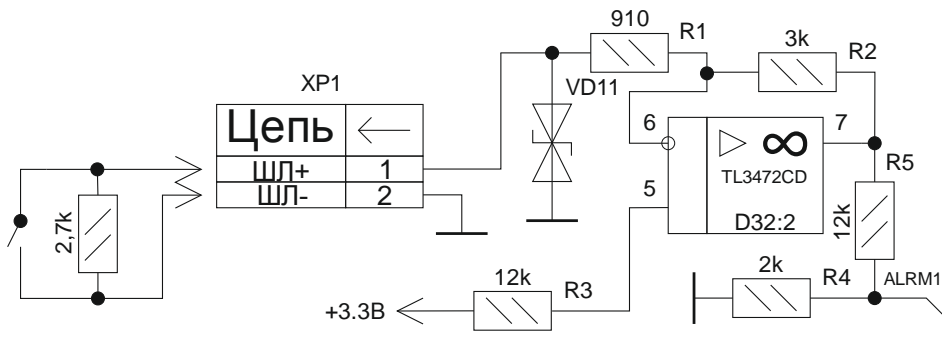 910
R1
3k
R2
XP1
VD11
Цепь
6
7
ШЛ+
1
∞
R5
ШЛ-
2
5
TL3472CD
2,7k
D32:2
12k
12k
R3
2k
R4
ALRM1
+3.3В